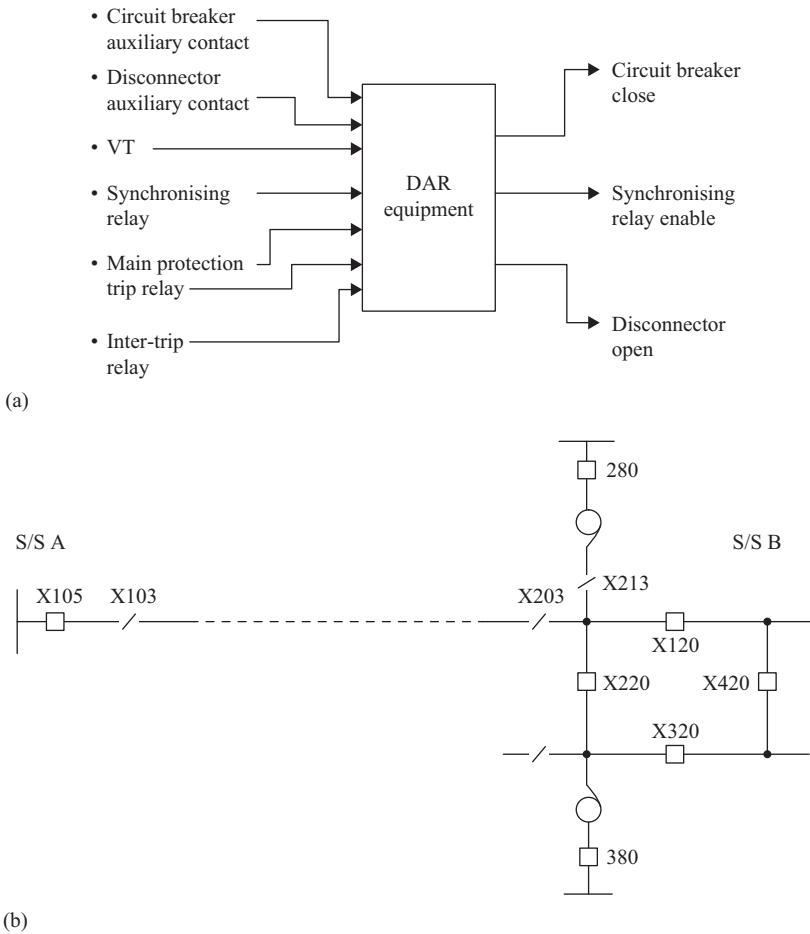 • Circuit breaker
auxiliary contact
• Disconnector
auxiliary contact
• VT
• Synchronising
relay
• Main protection
trip relay
• Inter-trip
relay
DAR
equipment
Circuit breaker
close
Synchronising
relay enable
Disconnector
open
(a)
280
S/S A
S/S B
X213
X105
X103
X203
X120
X220
X420
X320
380
(b)